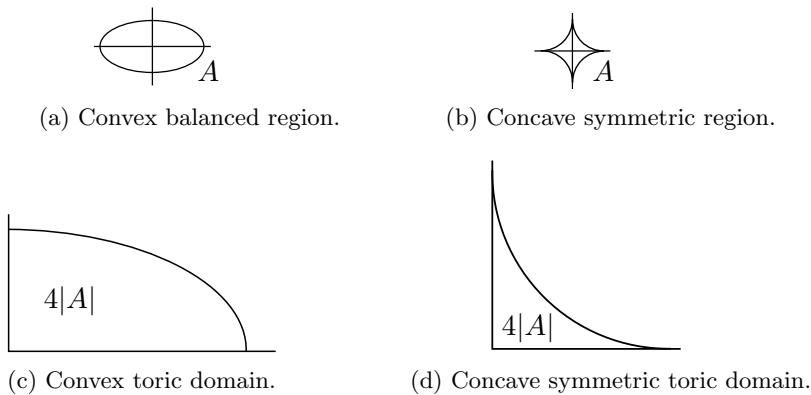 A
A
(a) Convex balanced region.
(b) Concave symmetric region.
4|A|
4|A|
(c) Convex toric domain.
(d) Concave symmetric toric domain.